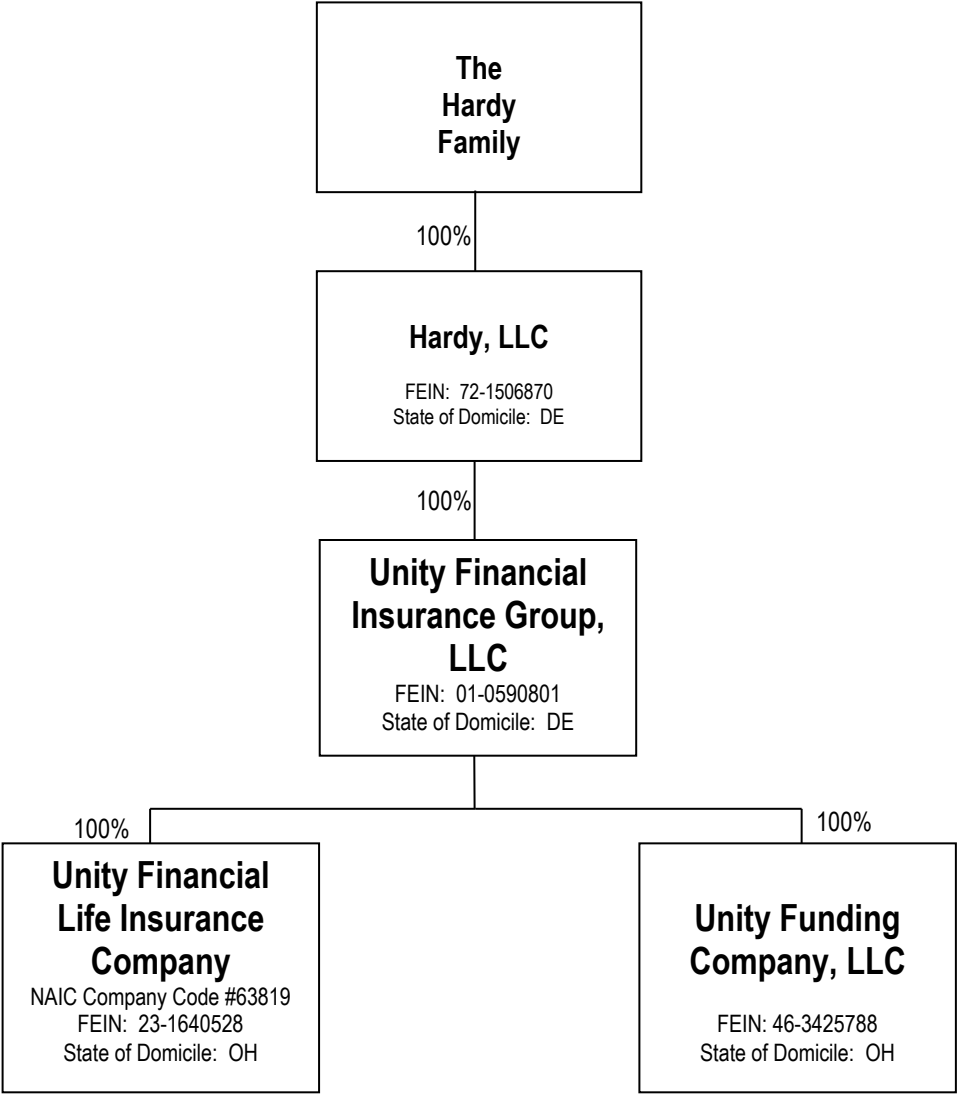 The
Hardy
Family
100%
Hardy, LLC
FEIN: 72-1506870
State of Domicile: DE
100%
Unity Financial
Insurance Group,
LLC
FEIN: 01-0590801
State of Domicile: DE
100%
Unity Financial
Life Insurance
Company
NAIC Company Code #63819
FEIN: 23-1640528
State of Domicile: OH
100%
Unity Funding
Company, LLC
FEIN: 46-3425788
State of Domicile: OH